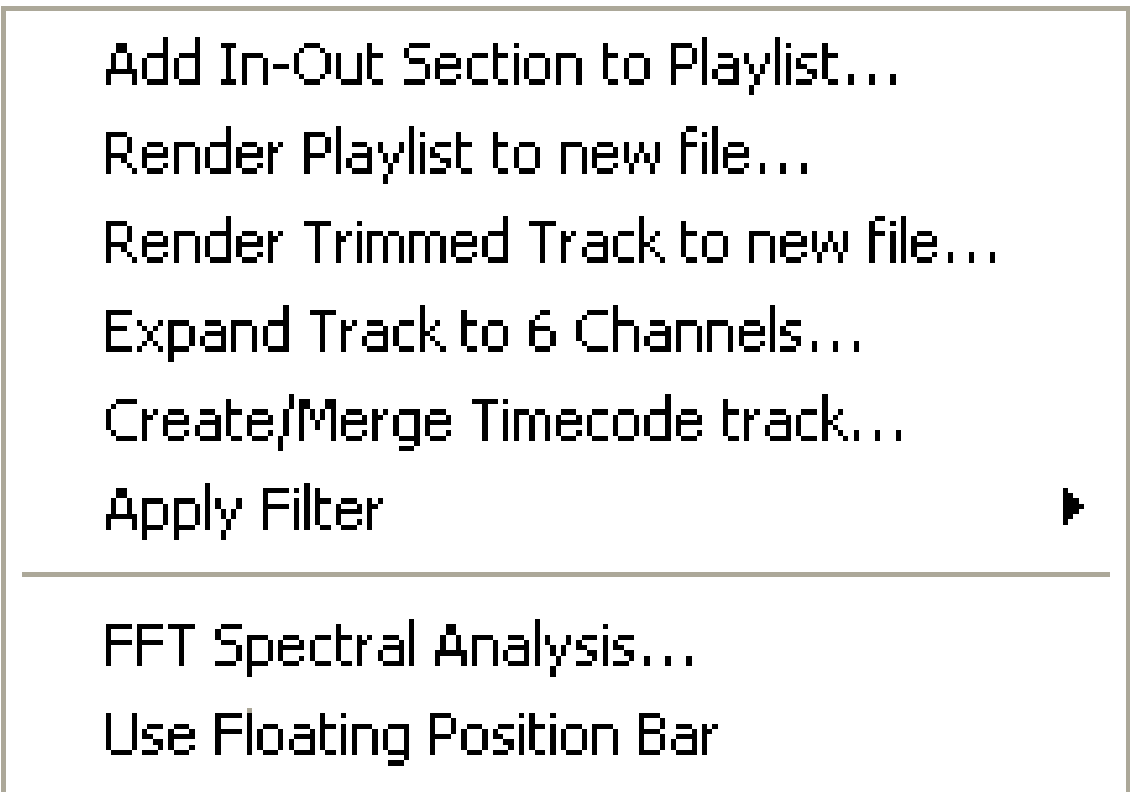 Add In-Out Section to Playlist...
Render Playlist to new file...
Render Trimmed Track to new file...
Expand Track to 6 Channels...
Create/Merge Timecode track...
Apply Filter
FFT Spectral Analysis...
Use Floating Position Bar